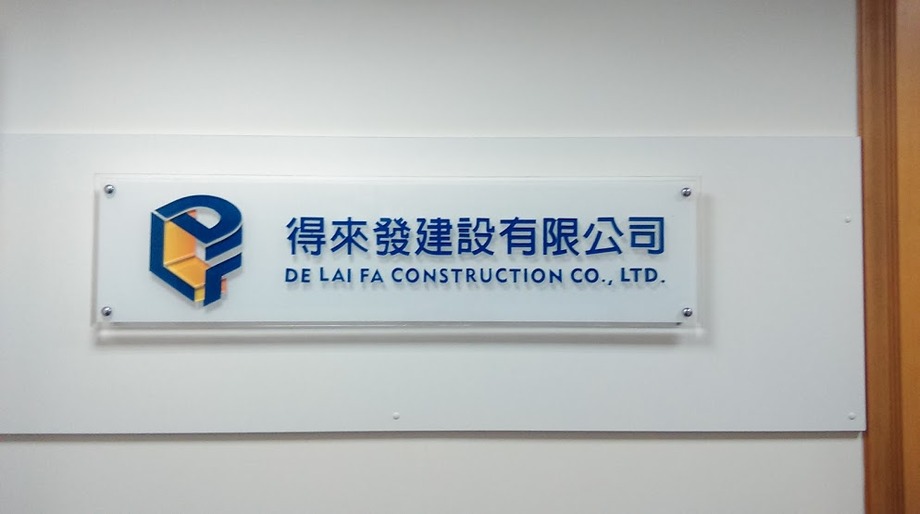 得來發建設有限公司
DE LAI FA CONSTRUCTION CO., LTD.